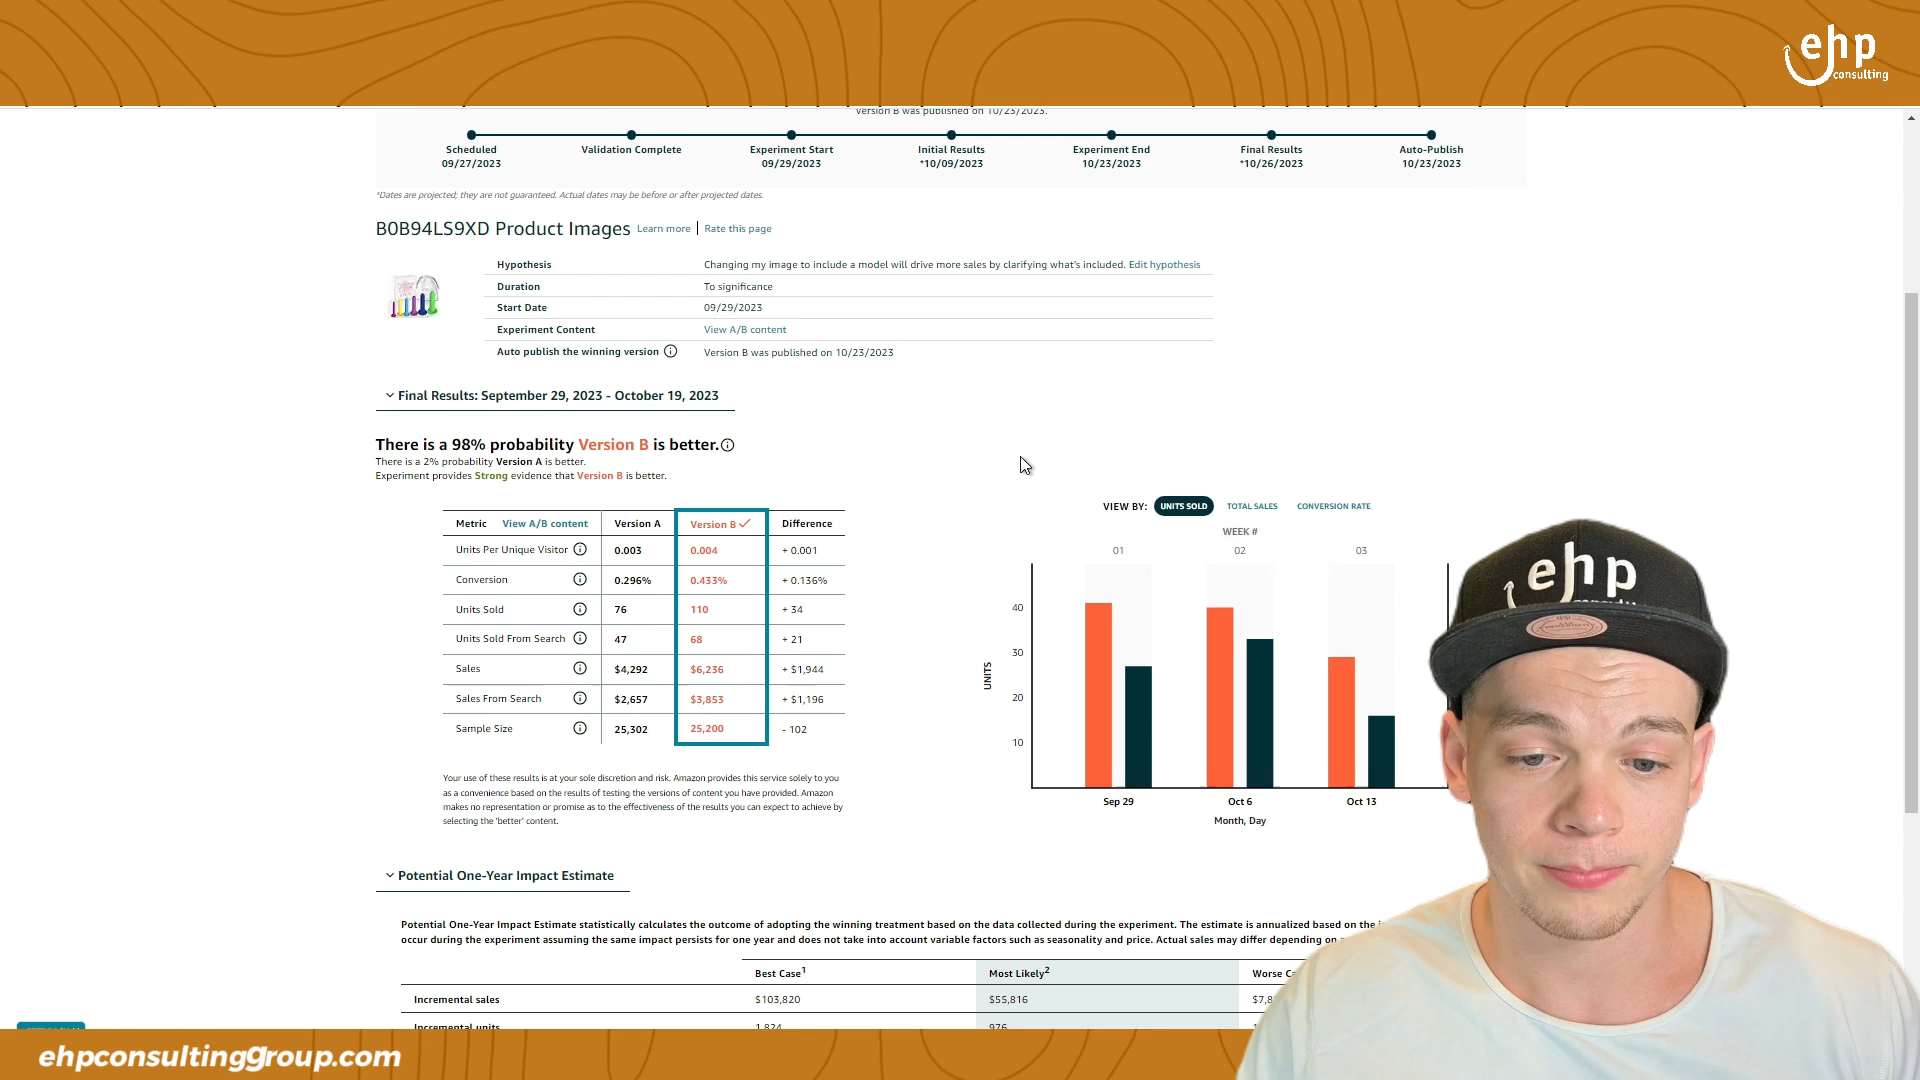 ehp
consulting
Version B was published on 10/23/2023.
Scheduled
09/27/2023
Validation Complete
Experiment Start
09/29/2023
Initial Results
*10/09/2023
Experiment End
10/23/2023
Final Results
*10/26/2023
Auto-Publish
10/23/2023
*Dates are projected; they are not guaranteed. Actual dates may be before or after projected dates.
B0B94LS9XD Product Images Learn more | Rate this page
Hypothesis Changing my image to include a model will drive more sales by clarifying what's included. Edit hypothesis
Duration To significance
Start Date 09/29/2023
Experiment Content View A/B content
Auto publish the winning version Version B was published on 10/23/2023
Final Results: September 29, 2023 - October 19, 2023
There is a 98% probability Version B is better.
There is a 2% probability Version A is better.
Experiment provides Strong evidence that Version B is better.
Metric View A/B content Version A Version B Difference
Units Per Unique Visitor 0.003 0.004 + 0.001
Conversion 0.296% 0.433% + 0.136%
Units Sold 76 110 + 34
Units Sold From Search 47 68 + 21
Sales $4,292 $6,236 + $1,944
Sales From Search $2,657 $3,853 + $1,196
Sample Size 25,302 25,200 - 102
Your use of these results is at your sole discretion and risk. Amazon provides this service solely to you
as a convenience based on the results of testing the versions of content you have provided. Amazon
makes no representation or promise as to the effectiveness of the results you can expect to achieve by
selecting the 'better' content.
VIEW BY: UNITS SOLD TOTAL SALES CONVERSION RATE
WEEK #
01 02 03
UNITS
40
30
20
10
Sep 29 Oct 6 Oct 13
Month, Day
ehp
Potential One-Year Impact Estimate
Potential One-Year Impact Estimate statistically calculates the outcome of adopting the winning treatment based on the data collected during the experiment. The estimate is annualized based on the
occur during the experiment assuming the same impact persists for one year and does not take into account variable factors such as seasonality and price. Actual sales may differ depending on
Best Case1 Most Likely2 Worse
Incremental sales $103,820 $55,816 $7,8
Incremental units 1,824 976
ehpconsultingGroup.com